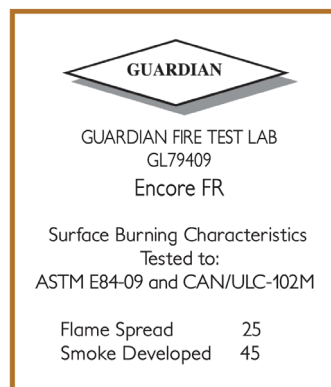 GUARDIAN
GUARDIAN FIRE TEST LAB
GL79409
Encore FR
Surface Burning Characteristics
Tested to:
ASTM E84-09 and CAN/ULC-102M
Flame Spread 25
Smoke Developed 45